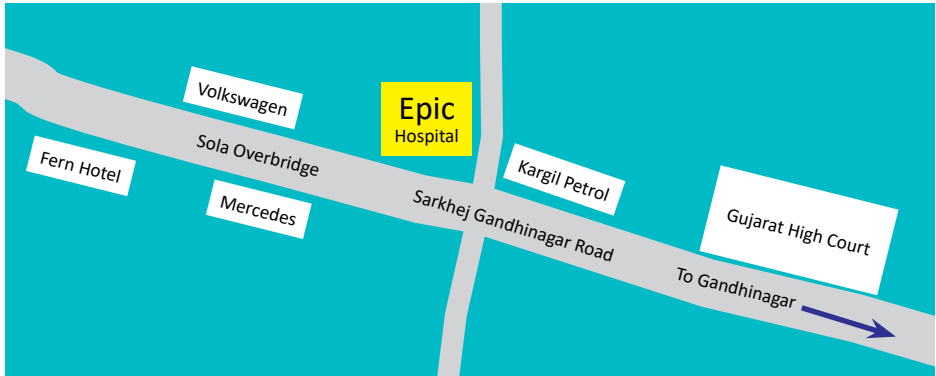 Volkswagen
Epic
Hospital
Sola Overbridge
Fern Hotel
Mercedes
Kargil Petrol
Sarkhej Gandhinagar Road
Gujarat High Court
To Gandhinagar